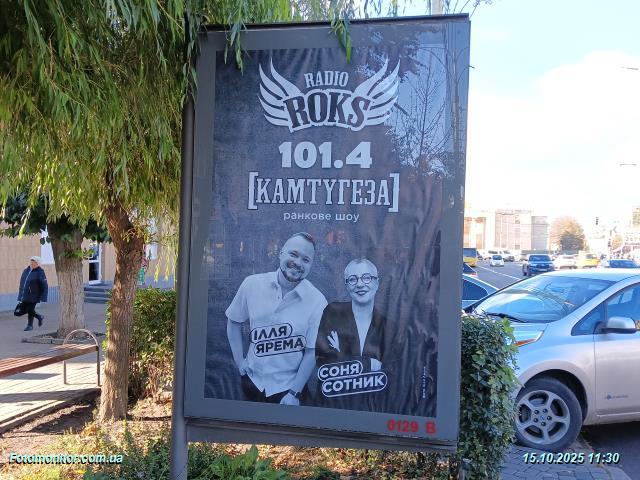 RADIO
ROKS
101.4
[КАМТУГЕЗА]
ранкове шоу
ІЛЛЯ
ЯРЕМА
СОНЯ
СОТНИК
0129 B
Fotomonitor.com.ua
15.10.2025 11:30